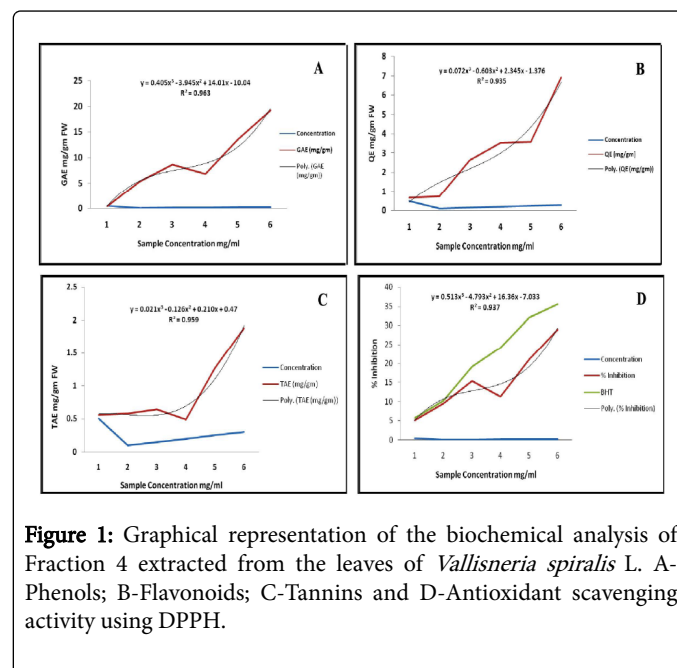 A
y = 0.405x³ - 3.945x² + 14.01x - 10.04
R² = 0.963
GAE mg/gm FW
25
20
15
10
5
0
1 2 3 4 5 6
Sample Concentration mg/ml
Concentration
GAE (mg/gm)
Poly. (GAE
(mg/gm))
B
y = 0.072x³ - 0.603x² + 2.345x - 1.376
R² = 0.935
QE mg/gm FW
8
7
6
5
4
3
2
1
0
1 2 3 4 5 6
Sample Concentration mg/ml
Concentration
QE (mg/gm)
Poly. (QE (mg/gm))
C
y = 0.021x³ - 0.126x² + 0.210x + 0.47
R² = 0.959
TAE mg/gm FW
2.5
2
1.5
1
0.5
0
1 2 3 4 5 6
Sample Concentration mg/ml
Concentration
TAE (mg/gm)
Poly. (TAE (mg/gm))
D
y = 0.513x³ - 4.793x² + 16.36x - 7.033
R² = 0.937
% Inhibition
40
35
30
25
20
15
10
5
0
1 2 3 4 5 6
Sample Concentration mg/ml
Concentration
% Inhibition
BHT
Poly. (% Inhibition)
Figure 1: Graphical representation of the biochemical analysis of
Fraction 4 extracted from the leaves of Vallisneria spiralis L. A-
Phenols; B-Flavonoids; C-Tannins and D-Antioxidant scavenging
activity using DPPH.